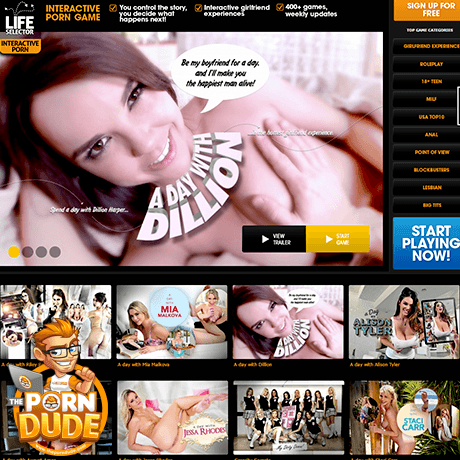 LIFE
SELECTOR
INTERACTIVE
PORN
INTERACTIVE
PORN GAME
You control the story,
you decide what
happens next!!
Interactive girlfriend
experiences
400+ games,
weekly updates
SIGN UP FOR
FREE
TOP GAME CATEGORIES
GIRLFRIEND EXPERIENCE
ROLEPLAY
18+ TEEN
MILF
USA TOP10
ANAL
POINT OF VIEW
BLOCKBUSTERS
LESBIAN
BIG TITS
START
PLAYING
NOW!
Be my boyfriend for a day,
and I'll make you
the happiest man alive!
A DAY WITH
DILLION
Spend a day with Dillion Harper...
VIEW
TRAILER
START
GAME
MIA
MALKOVA
A Day
with
ALISON
TYLER
A day with Mia Malkova
A day with Dillion
A day with Alison Tyler
THE
PORN
DUDE
A DAY WITH
JESSA RHODES
STACI
CARR